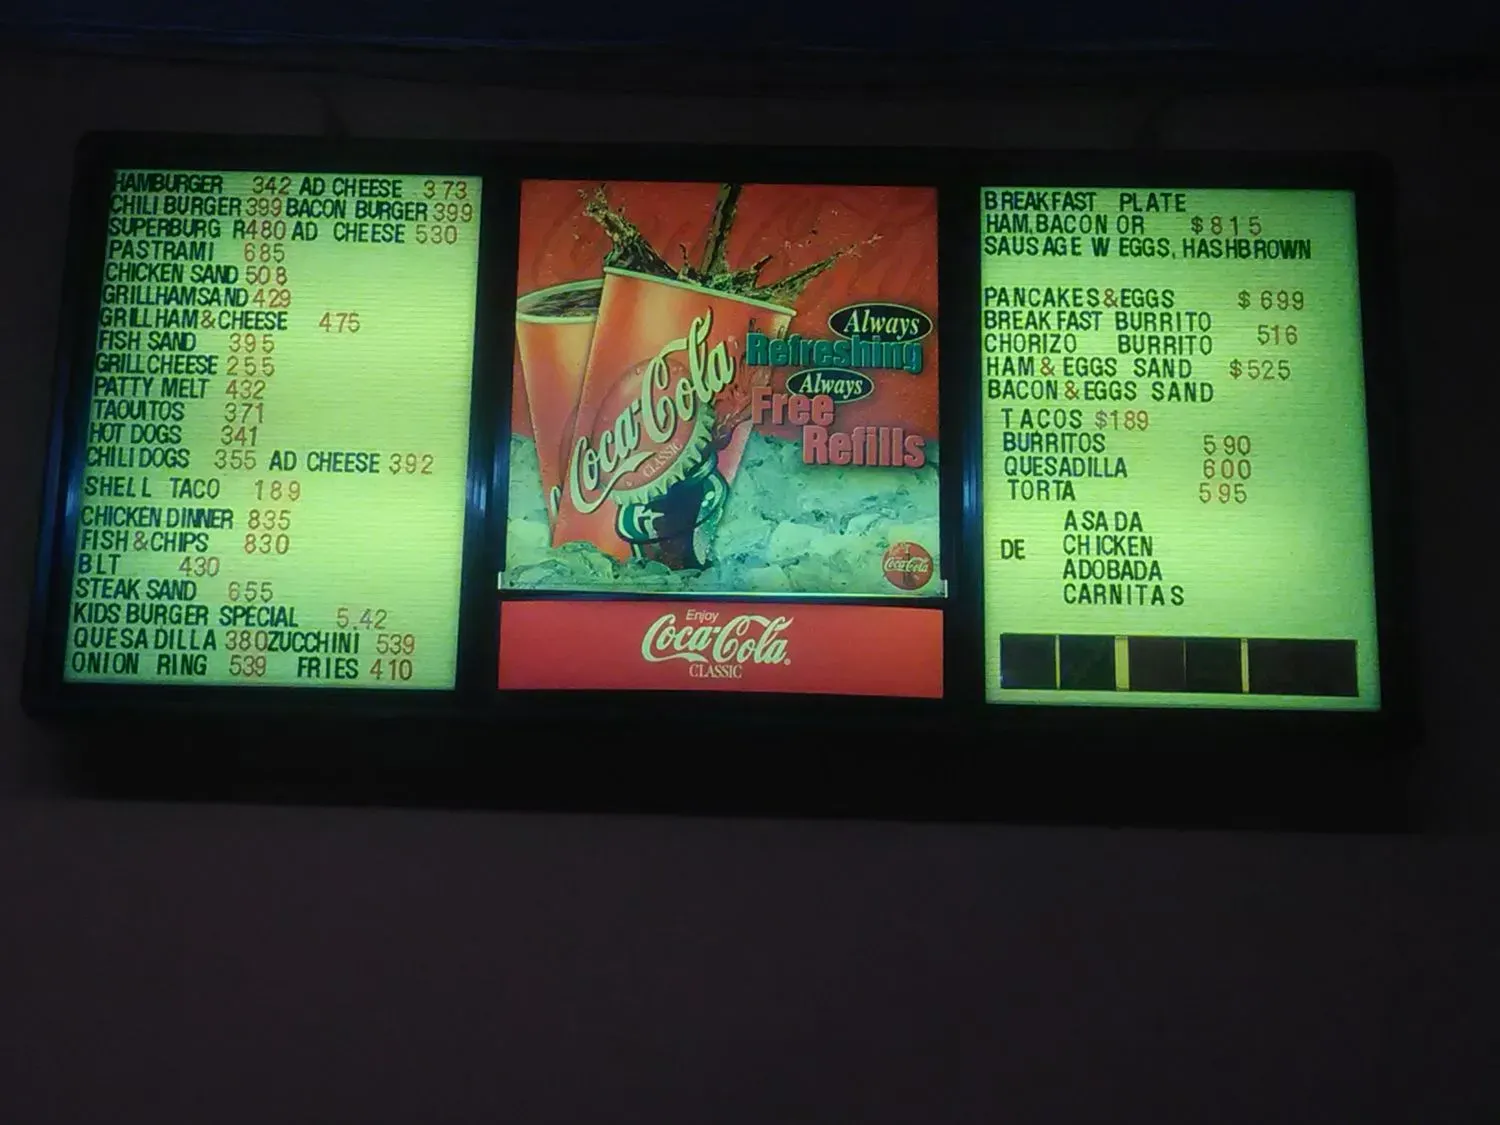 HAMBURGER 342 AD CHEESE 373
CHILI BURGER 399 BACON BURGER 399
SUPERBURG R480 AD CHEESE 530
PASTRAMI 685
CHICKEN SAND 508
GRILLHAMSAND 429
GRILLHAM&CHEESE 475
FISH SAND 395
GRILLCHEESE 255
PATTY MELT 432
TAQUITOS 371
HOT DOGS 341
CHILIDOGS 355 AD CHEESE 392
SHELL TACO 189
CHICKEN DINNER 835
FISH&CHIPS 830
BLT 430
STEAK SAND 655
KIDS BURGER SPECIAL 5.42
QUESADILLA 380 ZUCCHINI 539
ONION RING 539 FRIES 410
Always
Refreshing
Always
Free
Refills
Coca-Cola
CLASSIC
Coca-Cola
Enjoy
Coca-Cola
CLASSIC
BREAKFAST PLATE
HAM, BACON OR $815
SAUSAGE W EGGS, HASHBROWN
PANCAKES&EGGS $699
BREAKFAST BURRITO
CHORIZO BURRITO 516
HAM & EGGS SAND $525
BACON & EGGS SAND
TACOS $189
BURRITOS 590
QUESADILLA 600
TORTA 595
DE
ASADA
CHICKEN
ADOBADA
CARNITAS